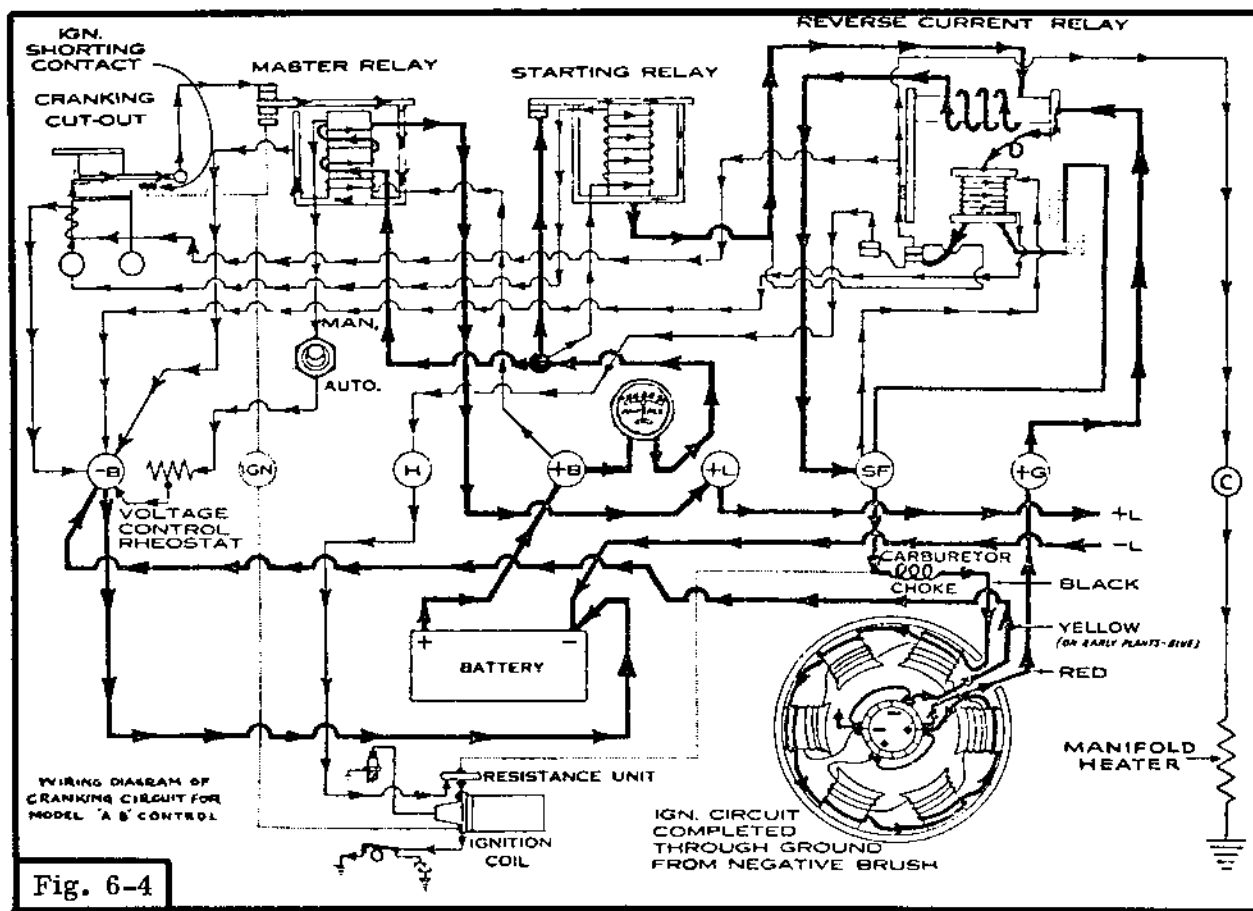 REVERSE CURRENT RELAY
IGN.
SHORTING
CONTACT
MASTER RELAY
STARTING RELAY
CRANKING
CUT-OUT
MAN.
AUTO.
-B
IGN
H
+B
+L
SF
+G
C
VOLTAGE
CONTROL
RHEOSTAT
+L
-L
CARBURETOR
CHOKE
BLACK
YELLOW
(ON EARLY PLANTS-BLUE)
RED
+
-
BATTERY
MANIFOLD
HEATER
WIRING DIAGRAM OF
CRANKING CIRCUIT FOR
MODEL "AB" CONTROL
RESISTANCE UNIT
IGNITION
COIL
IGN. CIRCUIT
COMPLETED
THROUGH GROUND
FROM NEGATIVE BRUSH
Fig. 6-4